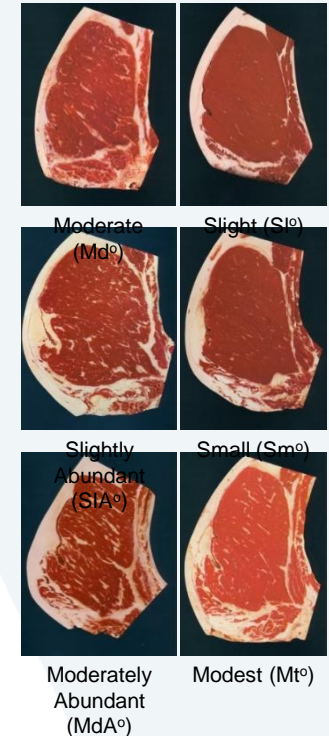 Moderate
(Mdº)
Slight (Slº)
Slightly
Abundant
(SlAº)
Small (Smº)
Moderately
Abundant
(MdAº)
Modest (Mtº)